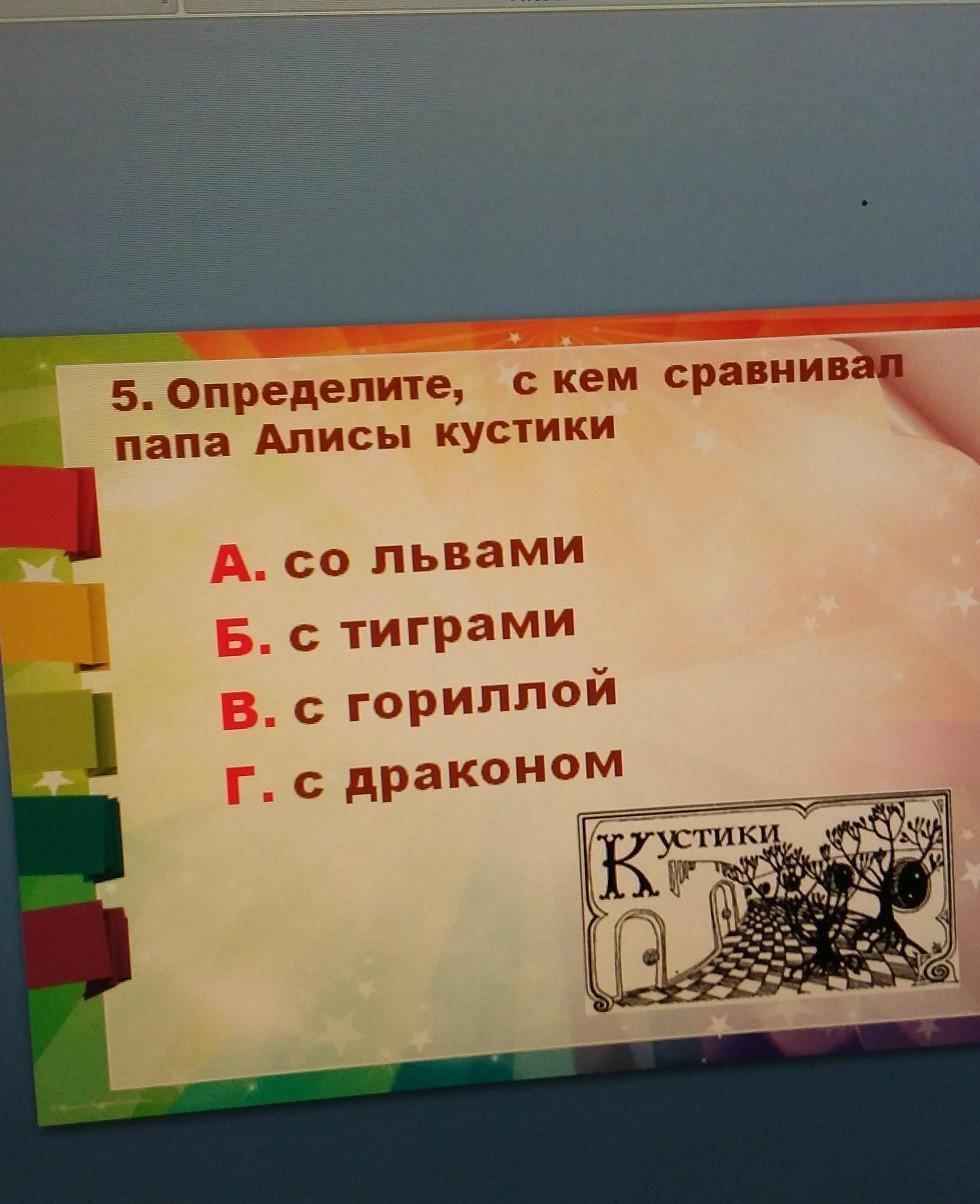 5. Определите, с кем сравнивал
папа Алисы кустики
А. со львами
Б. с тиграми
В. с гориллой
Г. с драконом
Кустики